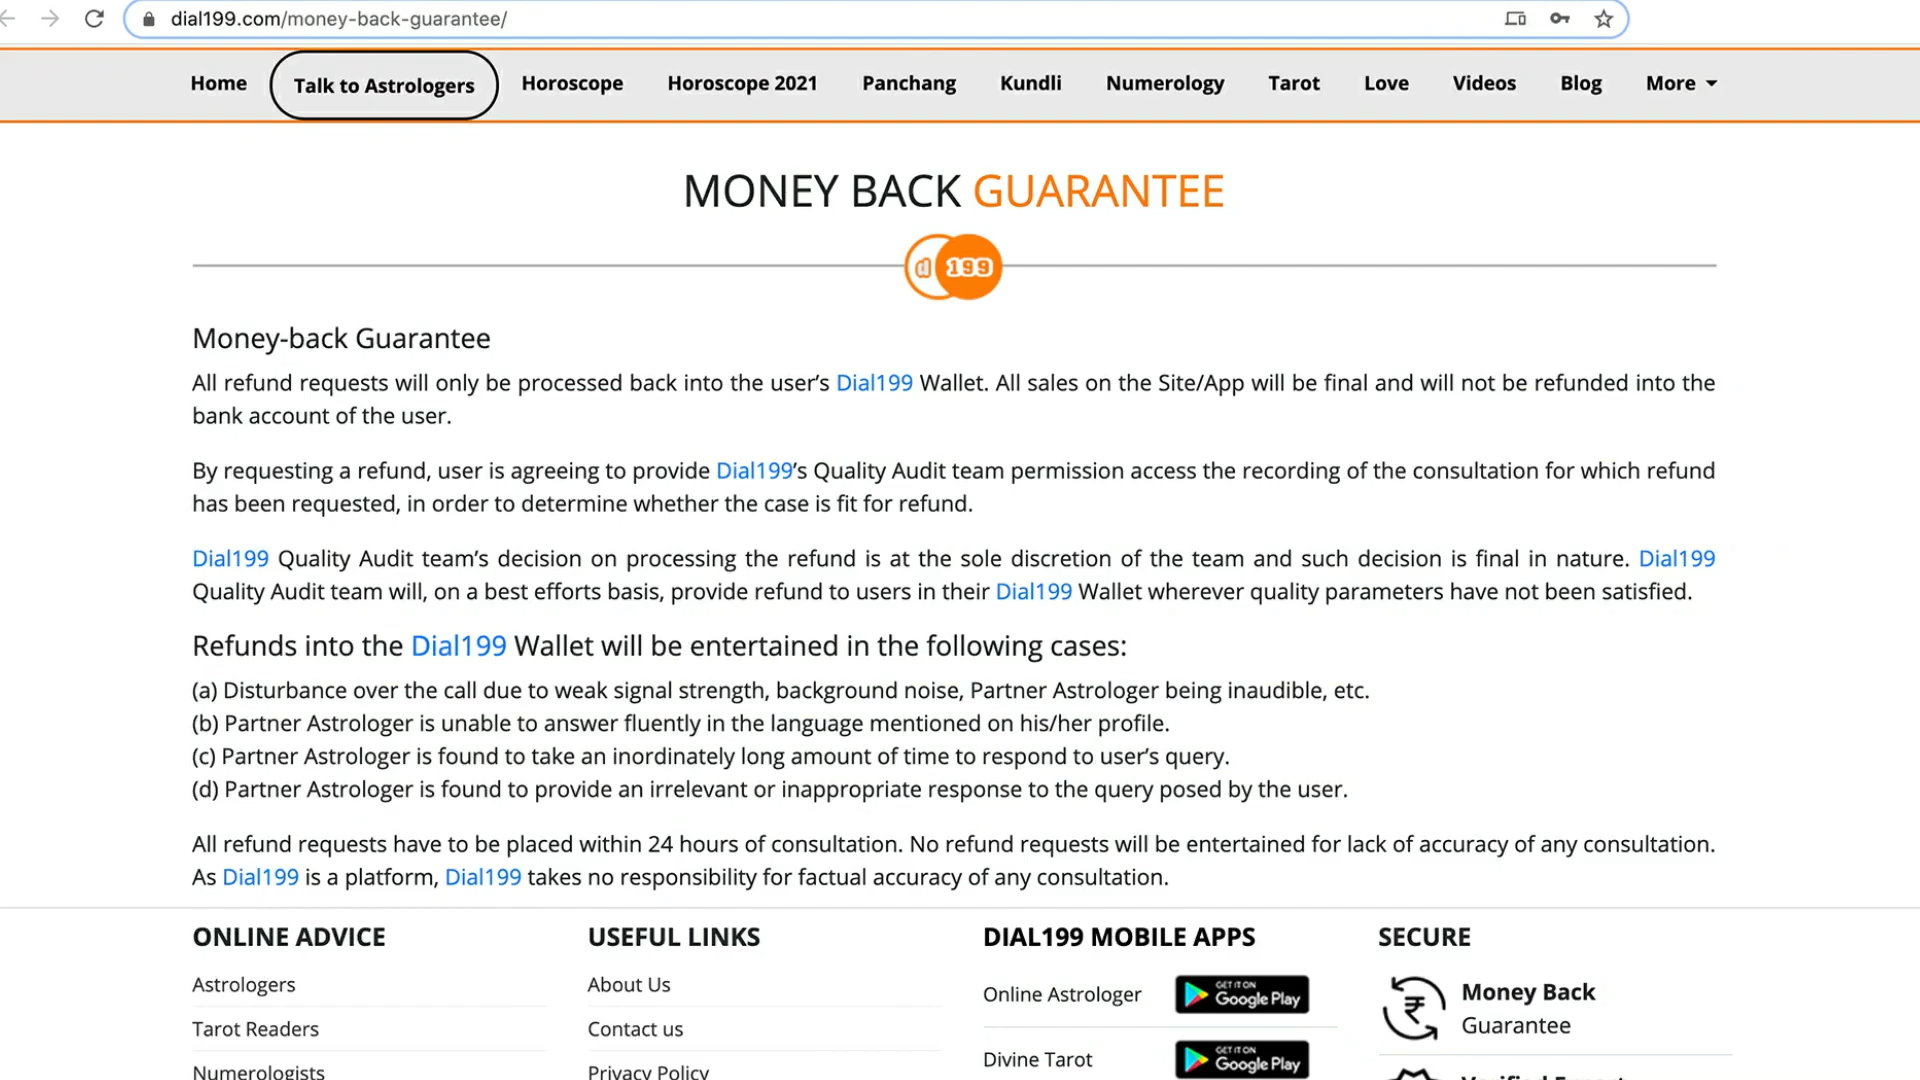 dial199.com/money-back-guarantee/
Home Talk to Astrologers Horoscope Horoscope 2021 Panchang Kundli Numerology Tarot Love Videos Blog More
MONEY BACK GUARANTEE
d 199
Money-back Guarantee
All refund requests will only be processed back into the user’s Dial199 Wallet. All sales on the Site/App will be final and will not be refunded into the
bank account of the user.
By requesting a refund, user is agreeing to provide Dial199’s Quality Audit team permission access the recording of the consultation for which refund
has been requested, in order to determine whether the case is fit for refund.
Dial199 Quality Audit team’s decision on processing the refund is at the sole discretion of the team and such decision is final in nature. Dial199
Quality Audit team will, on a best efforts basis, provide refund to users in their Dial199 Wallet wherever quality parameters have not been satisfied.
Refunds into the Dial199 Wallet will be entertained in the following cases:
(a) Disturbance over the call due to weak signal strength, background noise, Partner Astrologer being inaudible, etc.
(b) Partner Astrologer is unable to answer fluently in the language mentioned on his/her profile.
(c) Partner Astrologer is found to take an inordinately long amount of time to respond to user’s query.
(d) Partner Astrologer is found to provide an irrelevant or inappropriate response to the query posed by the user.
All refund requests have to be placed within 24 hours of consultation. No refund requests will be entertained for lack of accuracy of any consultation.
As Dial199 is a platform, Dial199 takes no responsibility for factual accuracy of any consultation.
ONLINE ADVICE
Astrologers
Tarot Readers
Numerologists
USEFUL LINKS
About Us
Contact us
Privacy Policy
DIAL199 MOBILE APPS
Online Astrologer
GET IT ON
Google Play
Divine Tarot
GET IT ON
Google Play
SECURE
₹
Money Back
Guarantee
Verified Expert